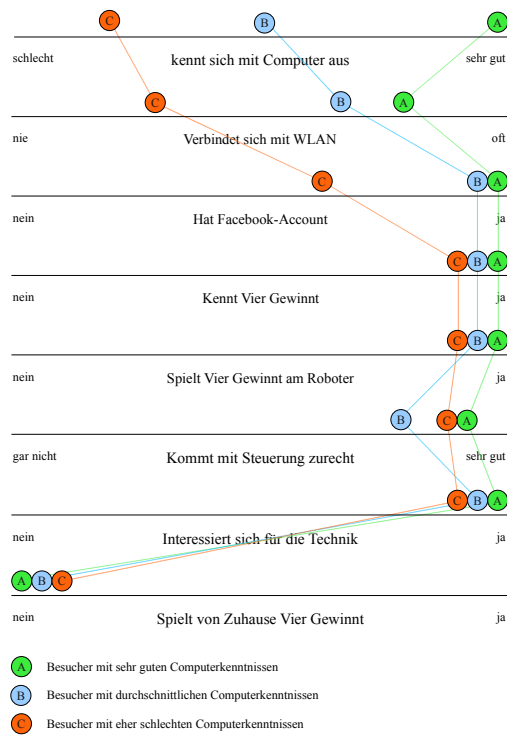 C B A
schlecht kennt sich mit Computer aus sehr gut
C B A
nie Verbindet sich mit WLAN oft
C B A
nein Hat Facebook-Account ja
C B A
nein Kennt Vier Gewinnt ja
C B A
nein Spielt Vier Gewinnt am Roboter ja
B C A
gar nicht Kommt mit Steuerung zurecht sehr gut
C B A
nein Interessiert sich für die Technik ja
A B C
nein Spielt von Zuhause Vier Gewinnt ja
A Besucher mit sehr guten Computerkenntnissen
B Besucher mit durchschnittlichen Computerkenntnissen
C Besucher mit eher schlechten Computerkenntnissen